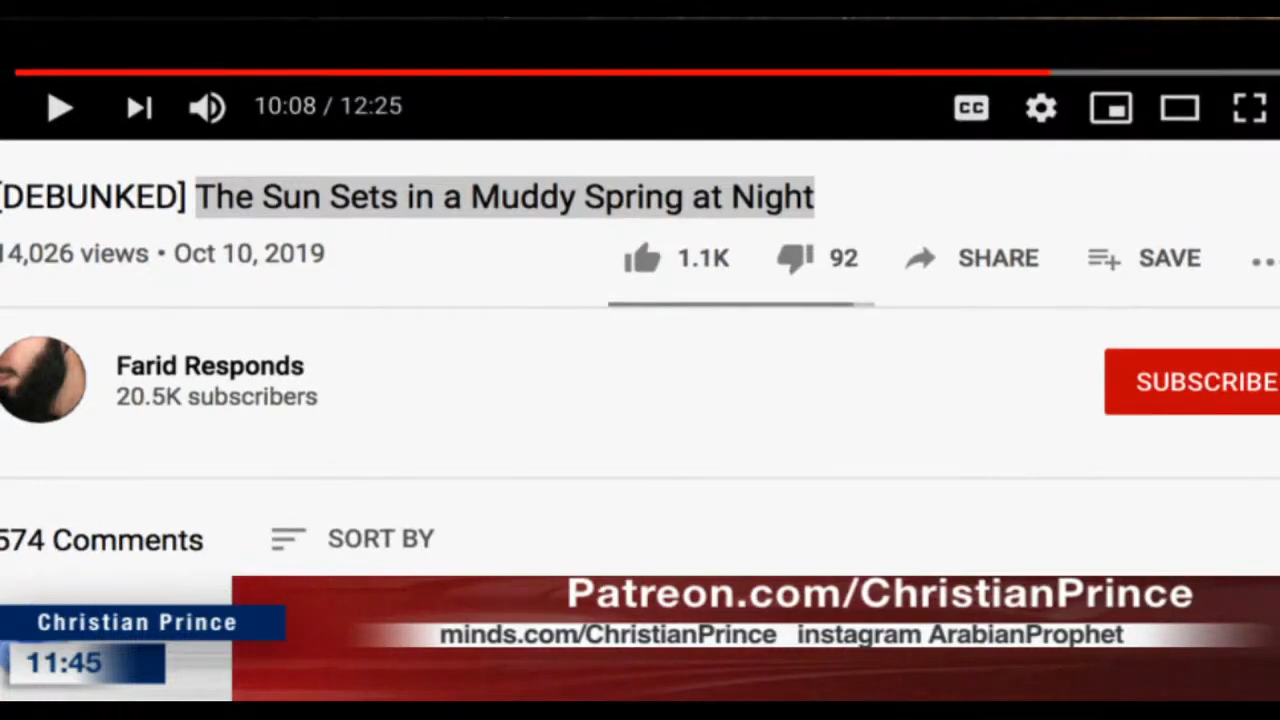 10:08 / 12:25
CC
[DEBUNKED] The Sun Sets in a Muddy Spring at Night
14,026 views • Oct 10, 2019
1.1K 92 SHARE SAVE
Farid Responds
20.5K subscribers
SUBSCRIBE
574 Comments SORT BY
Patreon.com/ChristianPrince
Christian Prince
minds.com/ChristianPrince instagram ArabianProphet
11:45